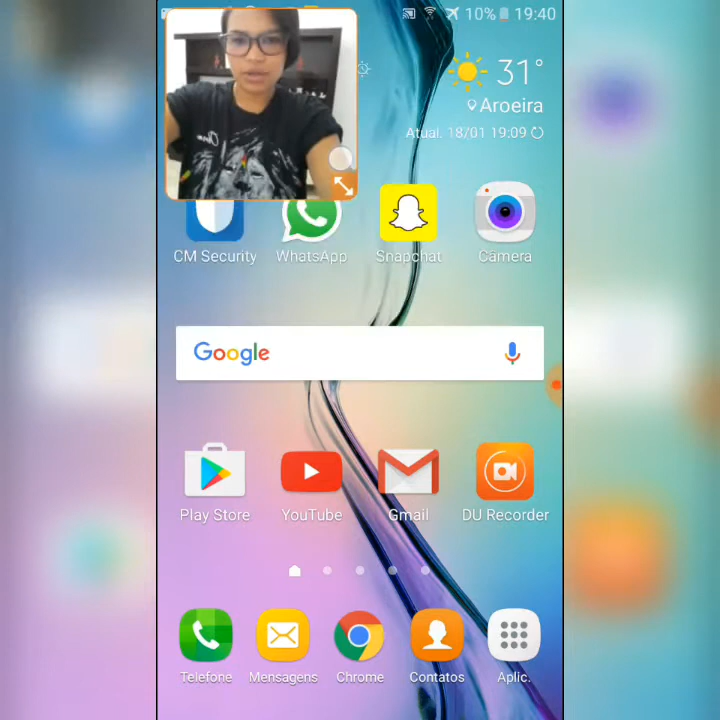 10% 19:40
31°
Aroeira
Atual. 18/01 19:09
CM Security WhatsApp Snapchat Câmera
Google
Play Store YouTube Gmail DU Recorder
Telefone Mensagens Chrome Contatos Aplic.